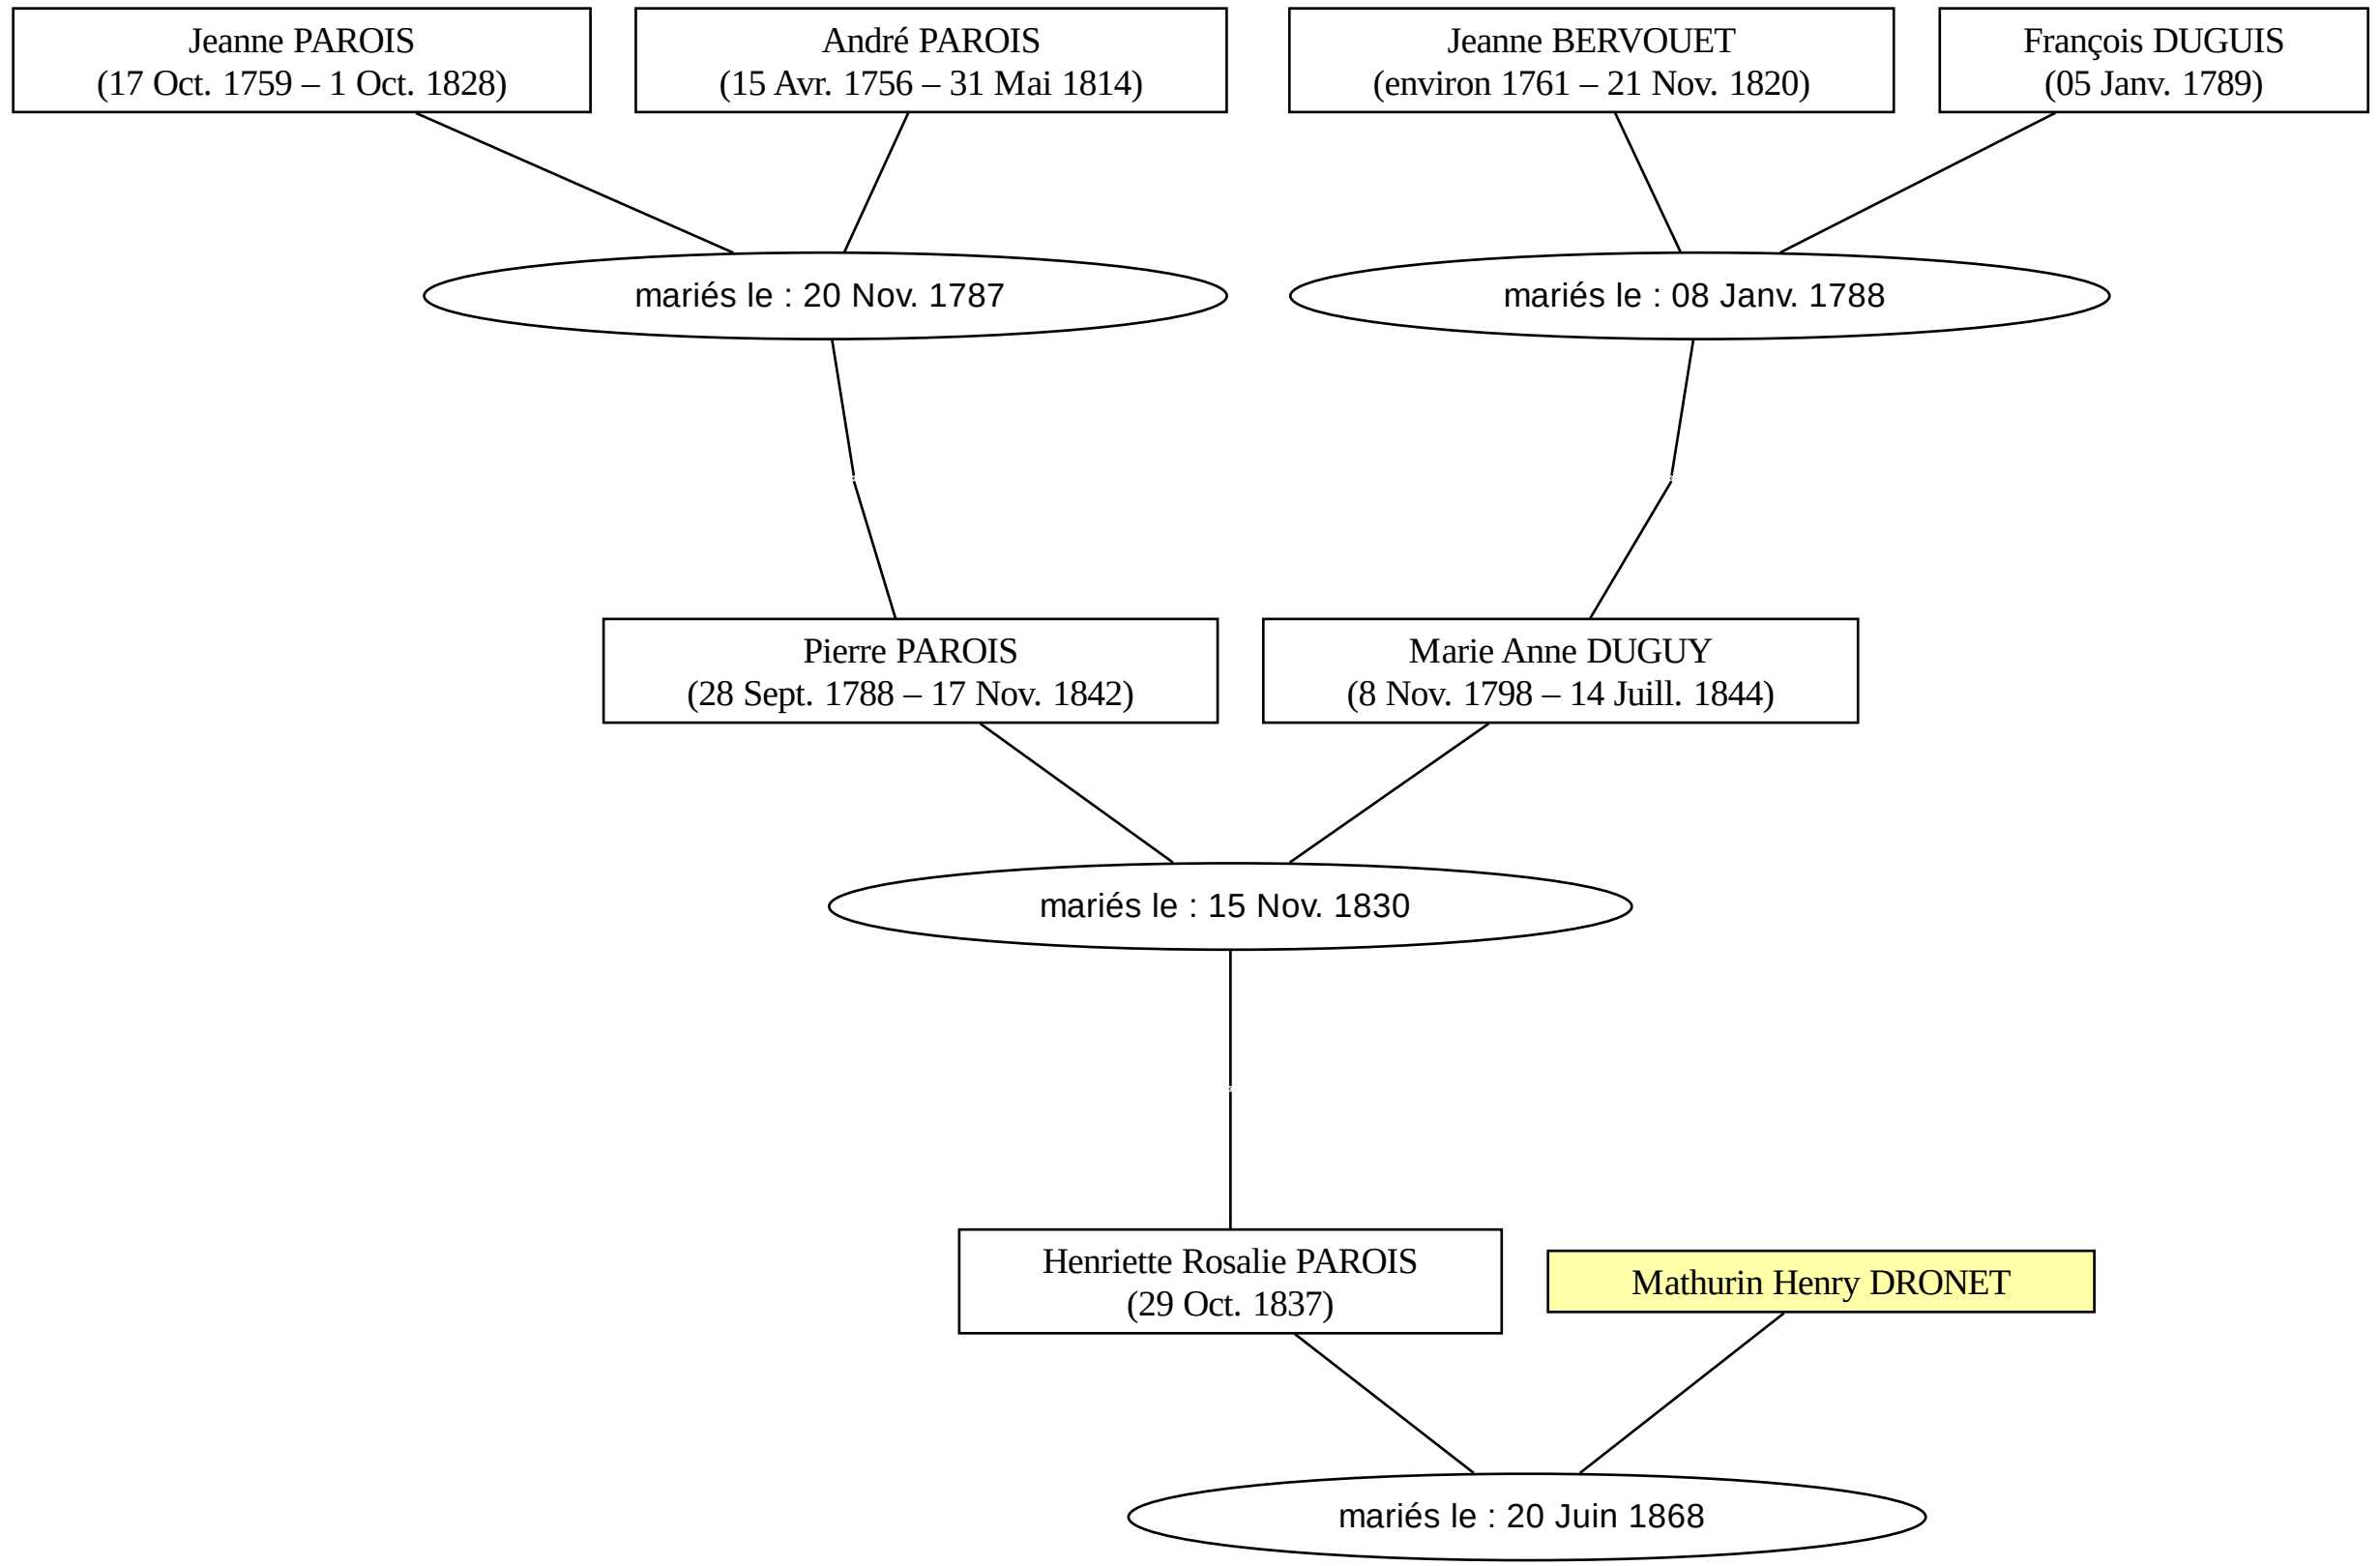 Jeanne PAROIS
(17 Oct. 1759 – 1 Oct. 1828)
André PAROIS
(15 Avr. 1756 – 31 Mai 1814)
Jeanne BERVOUET
(environ 1761 – 21 Nov. 1820)
François DUGUIS
(05 Janv. 1789)
mariés le : 20 Nov. 1787
mariés le : 08 Janv. 1788
Pierre PAROIS
(28 Sept. 1788 – 17 Nov. 1842)
Marie Anne DUGUY
(8 Nov. 1798 – 14 Juill. 1844)
mariés le : 15 Nov. 1830
Henriette Rosalie PAROIS
(29 Oct. 1837)
Mathurin Henry DRONET
mariés le : 20 Juin 1868